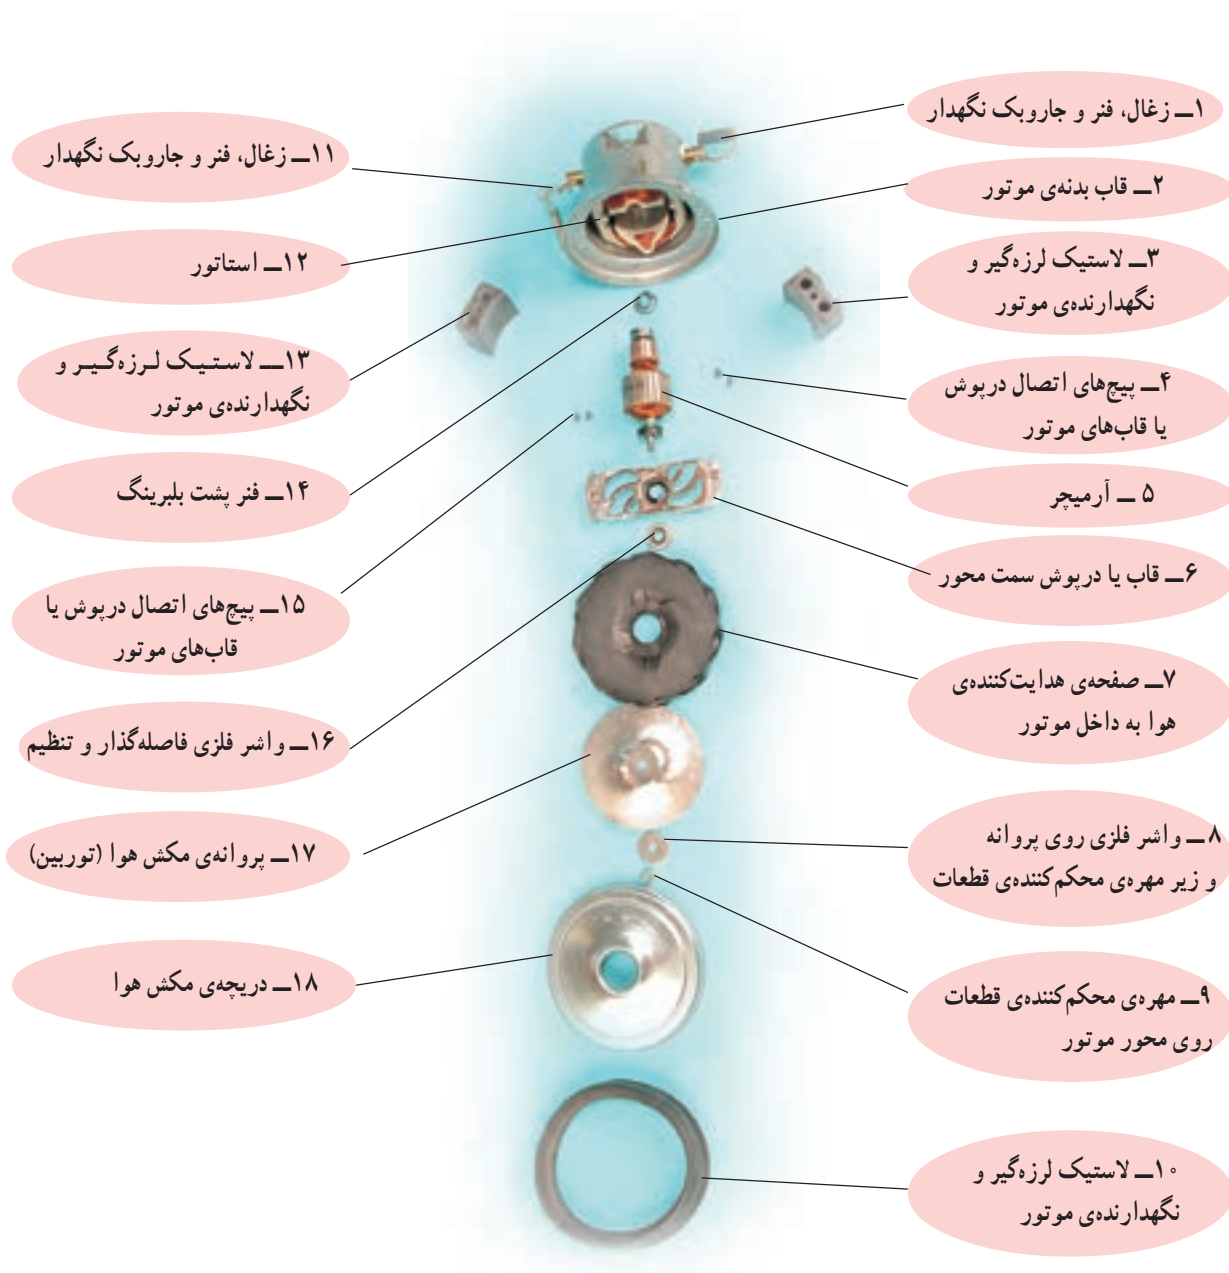 ۱ــ زغال، فنر و جاروبک نگهدار
۲ــ قاب بدنه‌ی موتور
۳ــ لاستیک لرزه‌گیر و
نگهدارنده‌ی موتور
۴ــ پیچ‌های اتصال درپوش
یا قاب‌های موتور
۵ ــ آرمیچر
۶ــ قاب یا درپوش سمت محور
۷ــ صفحه‌ی هدایت‌کننده‌ی
هوا به داخل موتور
۸ــ واشر فلزی روی پروانه
و زیر مهره‌ی محکم‌کننده‌ی قطعات
۹ــ مهره‌ی محکم‌کننده‌ی قطعات
روی محور موتور
۱۰ــ لاستیک لرزه‌گیر و
نگهدارنده‌ی موتور
۱۱ــ زغال، فنر و جاروبک نگهدار
۱۲ــ استاتور
۱۳ــ لاستیک لرزه‌گیر و
نگهدارنده‌ی موتور
۱۴ــ فنر پشت بلبرینگ
۱۵ــ پیچ‌های اتصال درپوش یا
قاب‌های موتور
۱۶ــ واشر فلزی فاصله‌گذار و تنظیم
۱۷ــ پروانه‌ی مکش هوا (توربین)
۱۸ــ دریچه‌ی مکش هوا